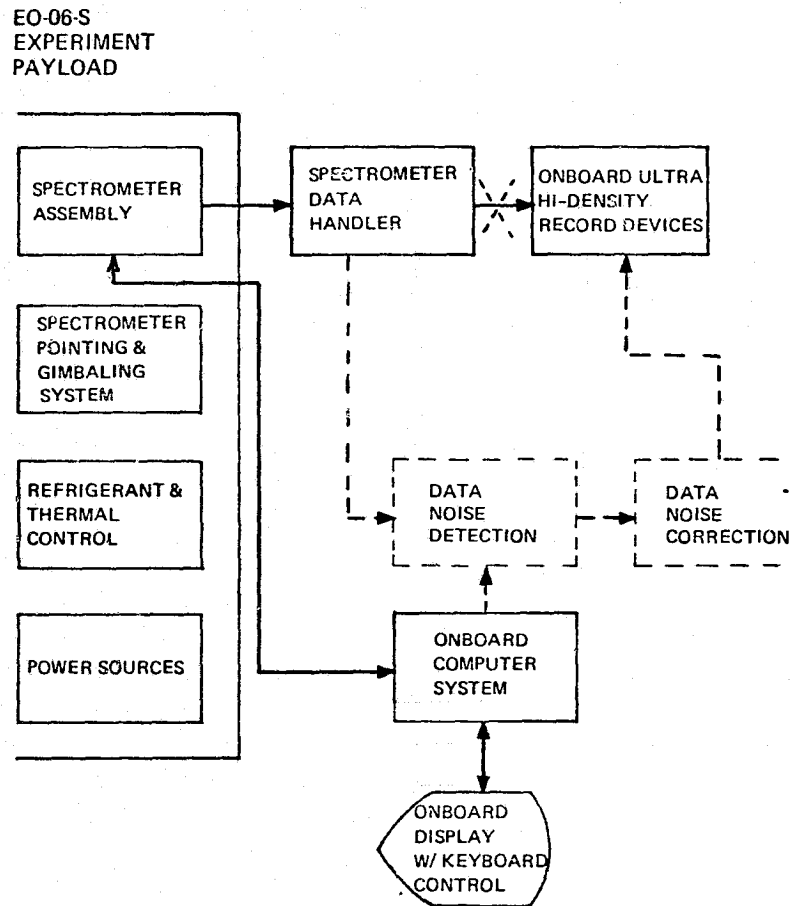 EO-06-S
EXPERIMENT
PAYLOAD
SPECTROMETER
ASSEMBLY
SPECTROMETER
DATA
HANDLER
ONBOARD ULTRA
HI-DENSITY
RECORD DEVICES
SPECTROMETER
POINTING &
GIMBALING
SYSTEM
REFRIGERANT &
THERMAL
CONTROL
DATA
NOISE
DETECTION
DATA
NOISE
CORRECTION
POWER SOURCES
ONBOARD
COMPUTER
SYSTEM
ONBOARD
DISPLAY
W/ KEYBOARD
CONTROL